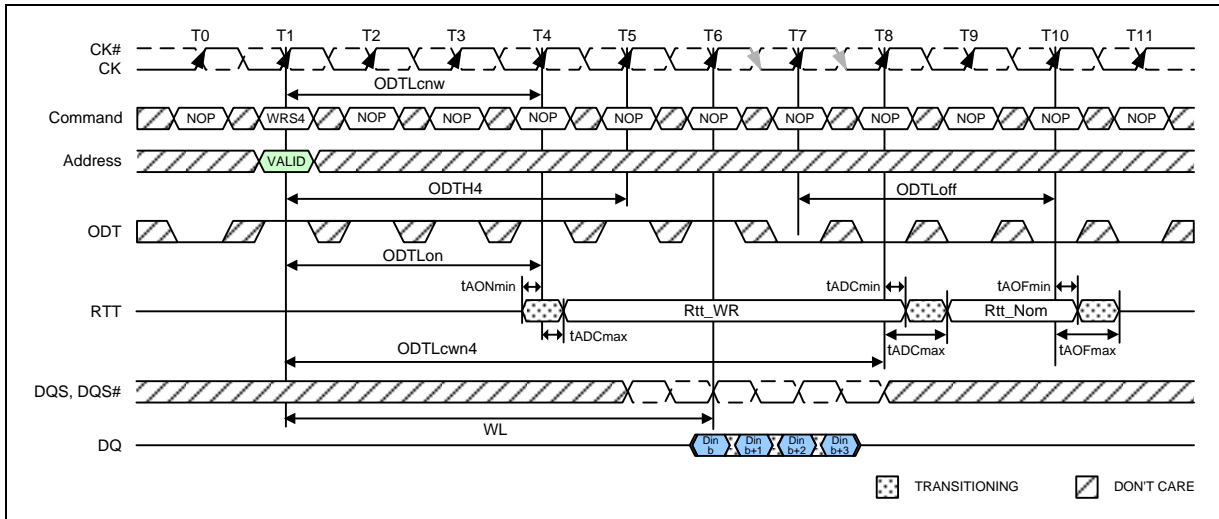 T0 T1 T2 T3 T4 T5 T6 T7 T8 T9 T10 T11
CK#
CK
ODTLcnw
Command NOP WRS4 NOP NOP NOP NOP NOP NOP NOP NOP NOP NOP
Address VALID
ODTH4 ODTLoff
ODT
ODTLon
tAONmin tADCmin tAOFmin
RTT Rtt_WR Rtt_Nom
tADCmax tADCmax tAOFmax
ODTLcwn4
DQS, DQS#
WL
DQ Din b Din b+1 Din b+2 Din b+3
TRANSITIONING DON'T CARE